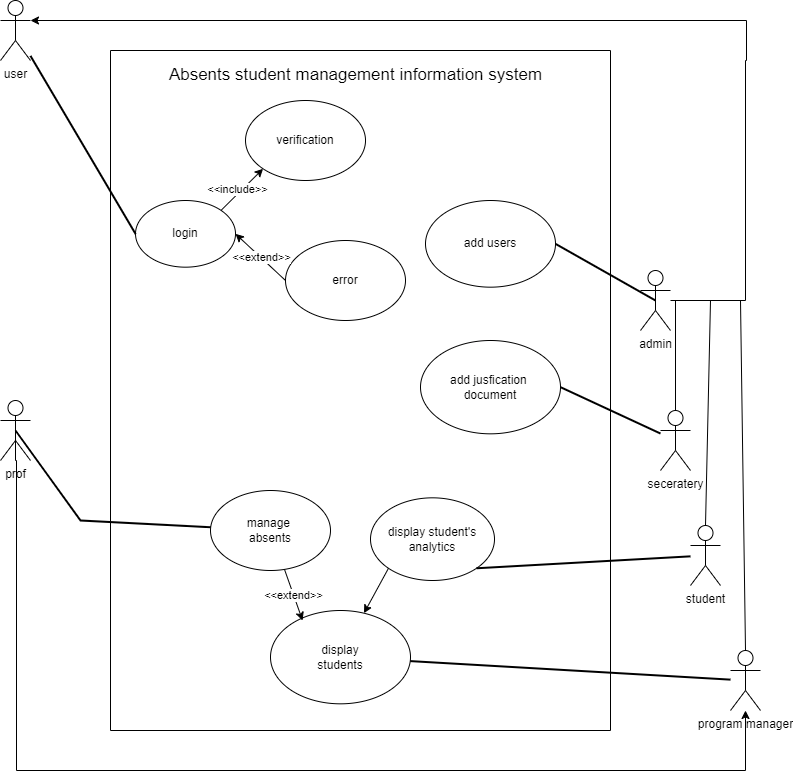 user
Absents student management information system
verification
<<include>>
login
add users
<<extend>>
error
admin
add jusfication
document
prof
seceratery
manage
absents
display student's
analytics
<<extend>>
student
display
students
program manager